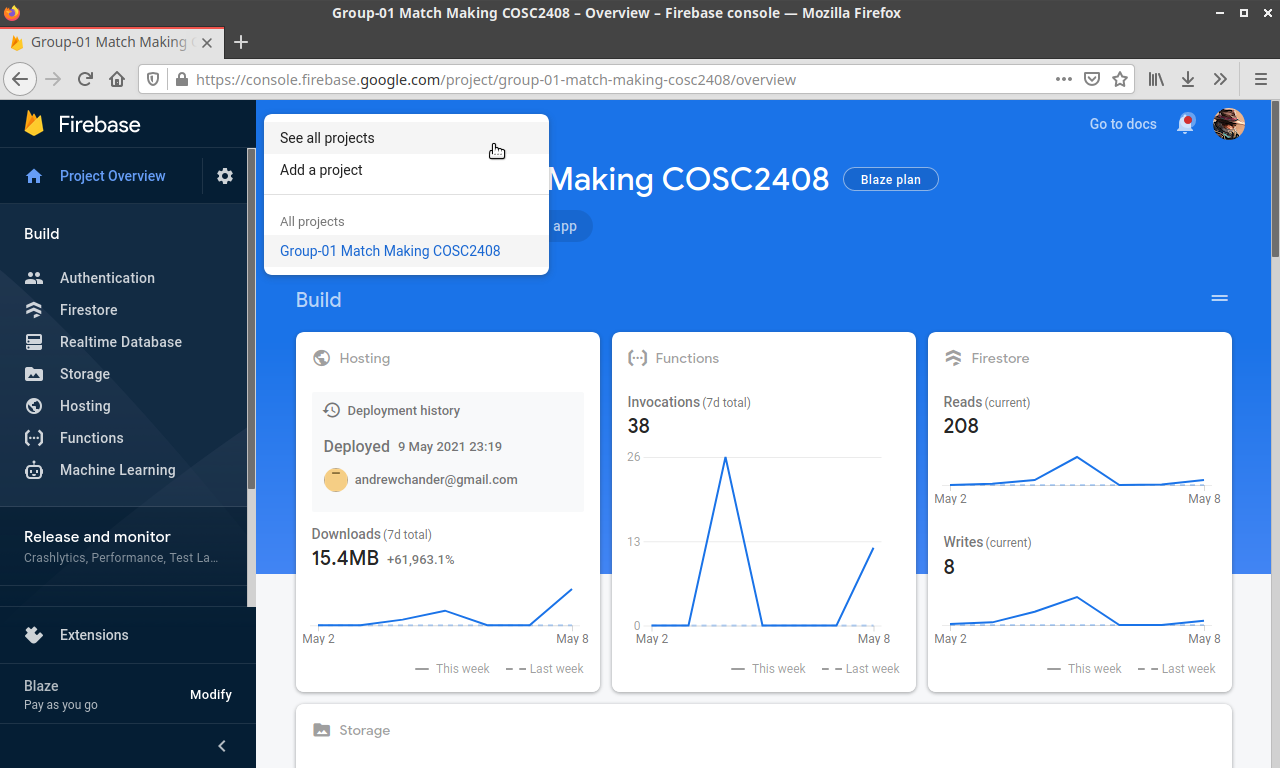 Group-01 Match Making COSC2408 – Overview – Firebase console — Mozilla Firefox
Group-01 Match Making
https://console.firebase.google.com/project/group-01-match-making-cosc2408/overview
Firebase
Project Overview
Build
Authentication
Firestore
Realtime Database
Storage
Hosting
Functions
Machine Learning
Release and monitor
Crashlytics, Performance, Test La…
Extensions
Blaze
Pay as you go
Modify
See all projects
Add a project
All projects
Group-01 Match Making COSC2408
Go to docs
Making COSC2408
Blaze plan
app
Build
Hosting
Deployment history
Deployed 9 May 2021 23:19
andrewchander@gmail.com
Downloads (7d total)
15.4MB +61,963.1%
May 2 May 8
This week Last week
Functions
Invocations (7d total)
38
26
13
0
May 2 May 8
This week Last week
Firestore
Reads (current)
208
May 2 May 8
Writes (current)
8
May 2 May 8
This week Last week
Storage